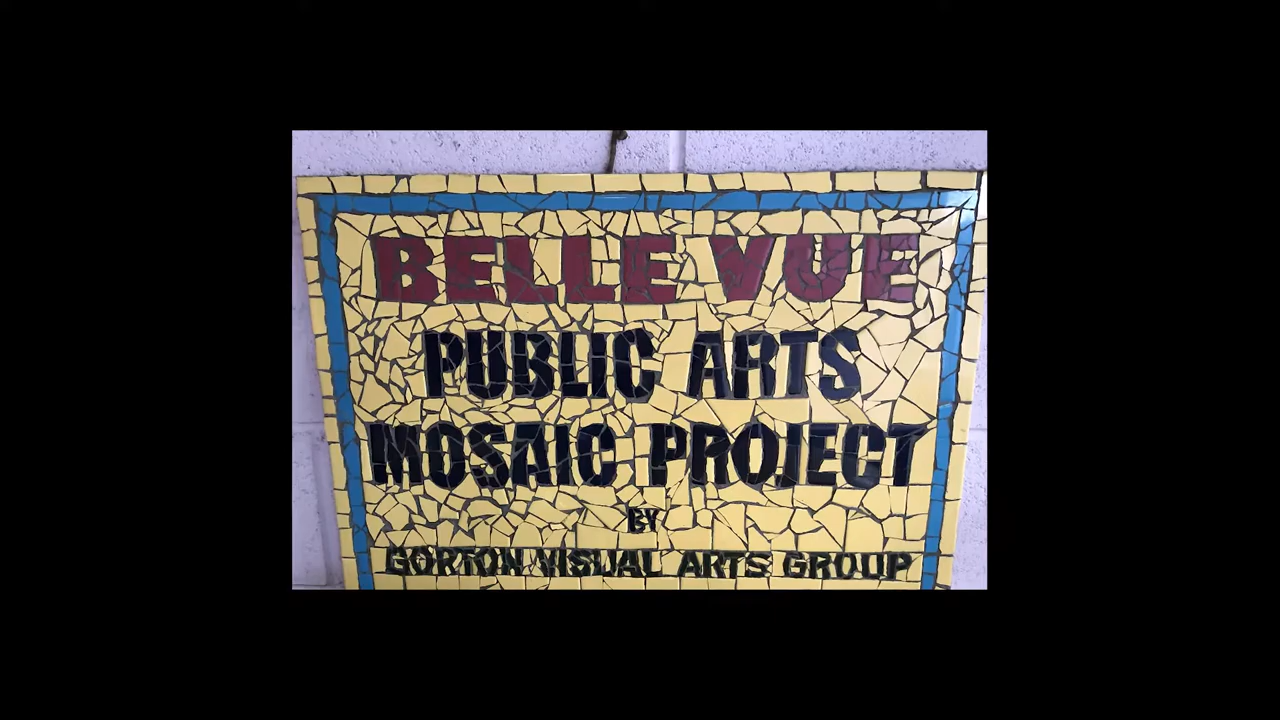 BELLE VUE
PUBLIC ARTS
MOSAIC PROJECT
BY
GORTON VISUAL ARTS GROUP